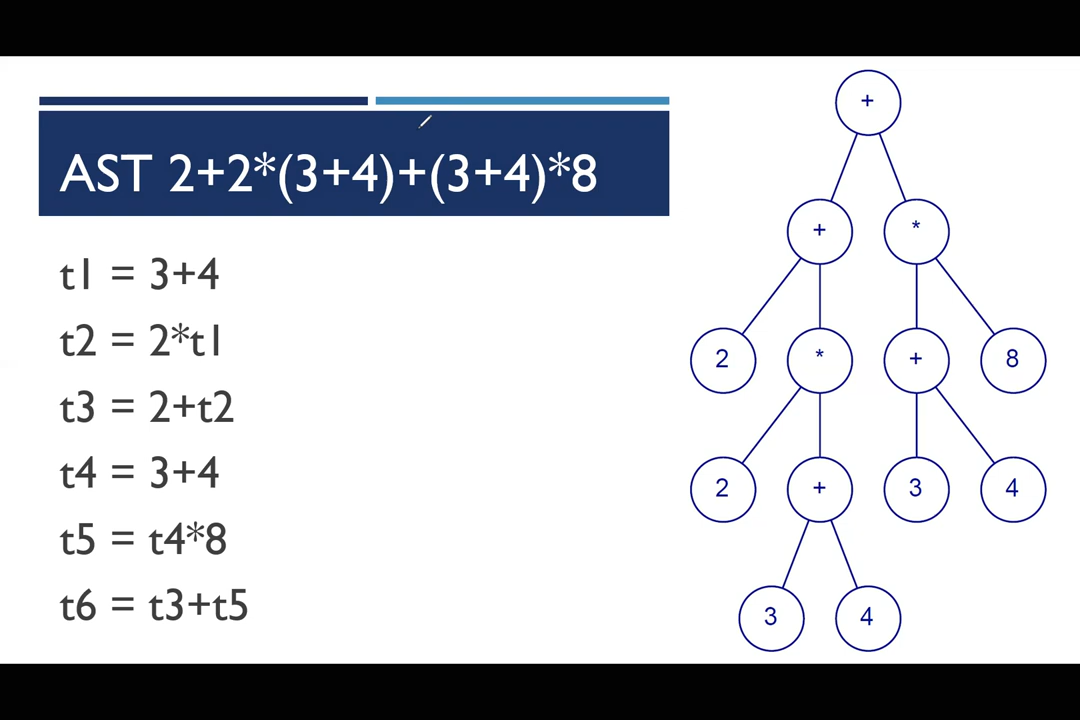 AST 2+2*(3+4)+(3+4)*8
t1 = 3+4
t2 = 2*t1
t3 = 2+t2
t4 = 3+4
t5 = t4*8
t6 = t3+t5
+
+ *
2 * + 8
2 + 3 4
3 4